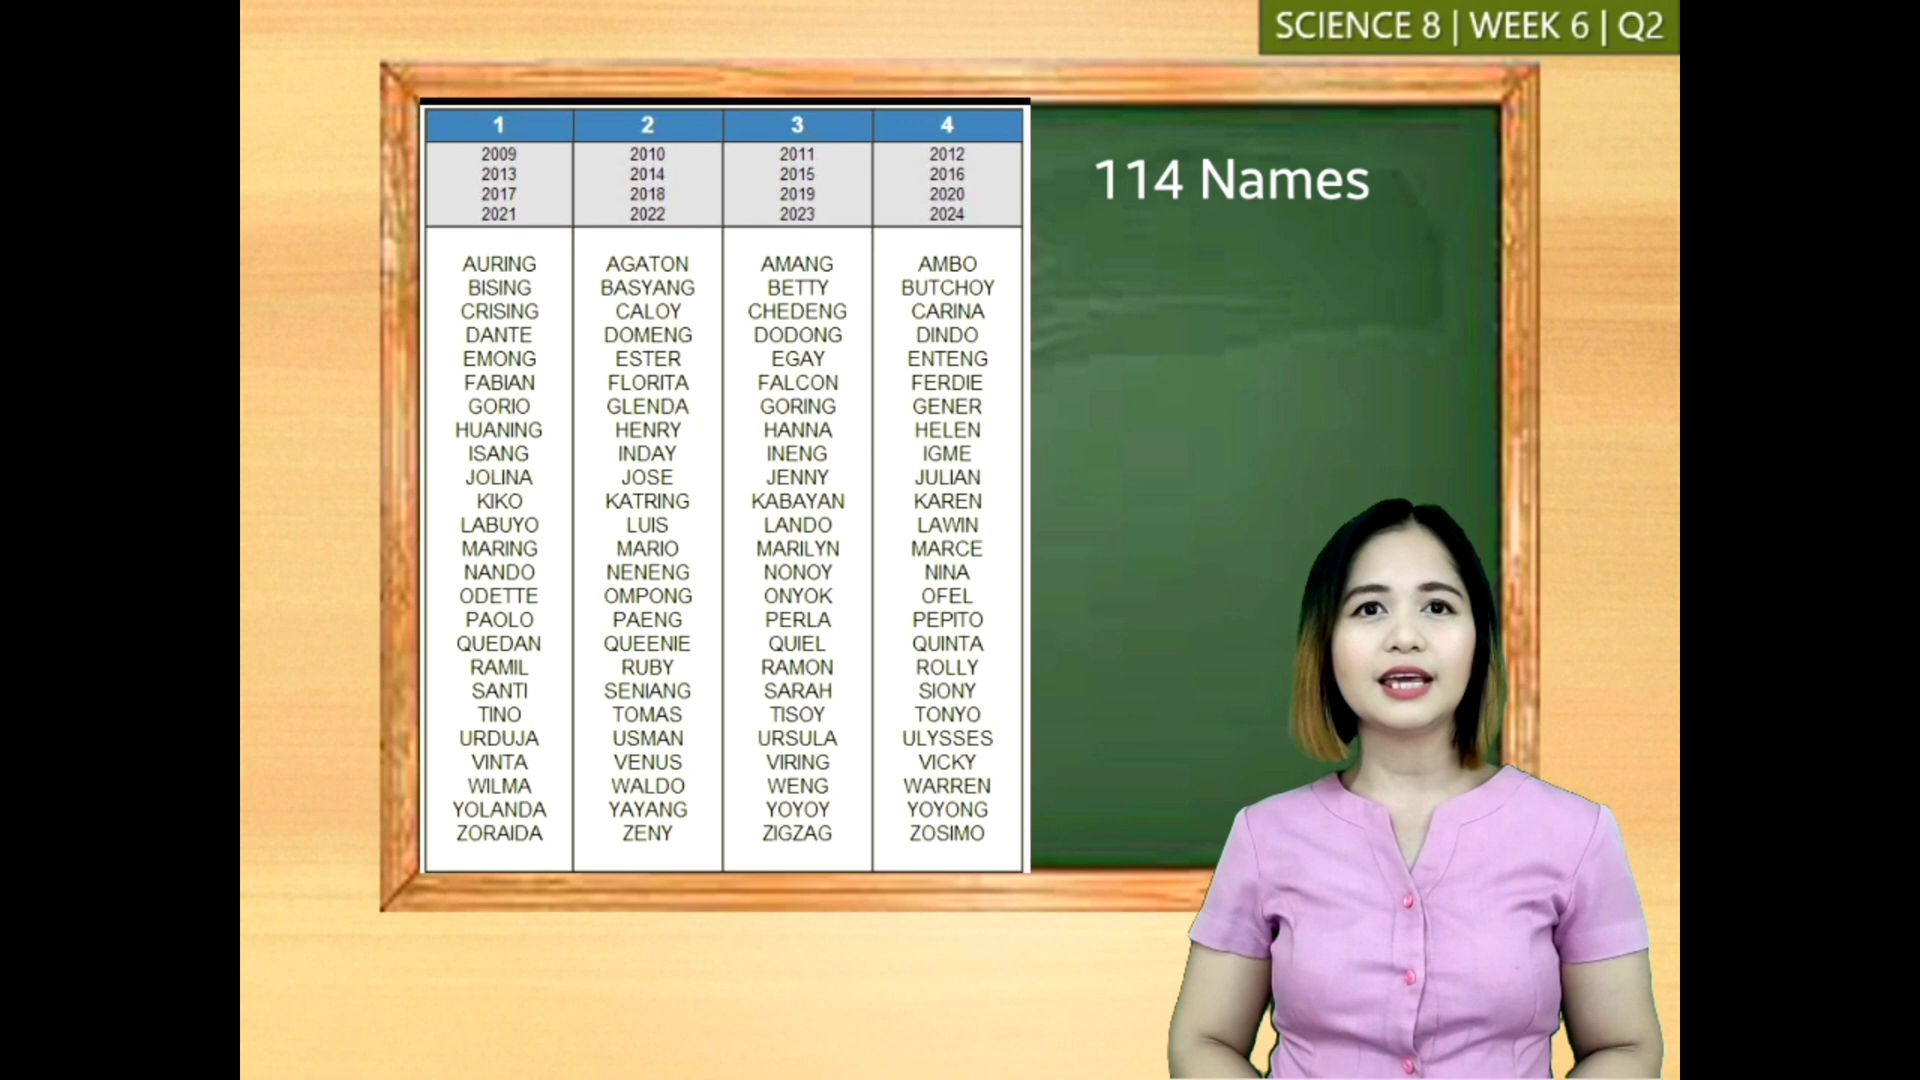 SCIENCE 8 | WEEK 6 | Q2
1 2 3 4
2009 2010 2011 2012
2013 2014 2015 2016
2017 2018 2019 2020
2021 2022 2023 2024
AURING AGATON AMANG AMBO
BISING BASYANG BETTY BUTCHOY
CRISING CALOY CHEDENG CARINA
DANTE DOMENG DODONG DINDO
EMONG ESTER EGAY ENTENG
FABIAN FLORITA FALCON FERDIE
GORIO GLENDA GORING GENER
HUANING HENRY HANNA HELEN
ISANG INDAY INENG IGME
JOLINA JOSE JENNY JULIAN
KIKO KATRING KABAYAN KAREN
LABUYO LUIS LANDO LAWIN
MARING MARIO MARILYN MARCE
NANDO NENENG NONOY NINA
ODETTE OMPONG ONYOK OFEL
PAOLO PAENG PERLA PEPITO
QUEDAN QUEENIE QUIEL QUINTA
RAMIL RUBY RAMON ROLLY
SANTI SENIANG SARAH SIONY
TINO TOMAS TISOY TONYO
URDUJA USMAN URSULA ULYSSES
VINTA VENUS VIRING VICKY
WILMA WALDO WENG WARREN
YOLANDA YAYANG YOYOY YOYONG
ZORAIDA ZENY ZIGZAG ZOSIMO
114 Names